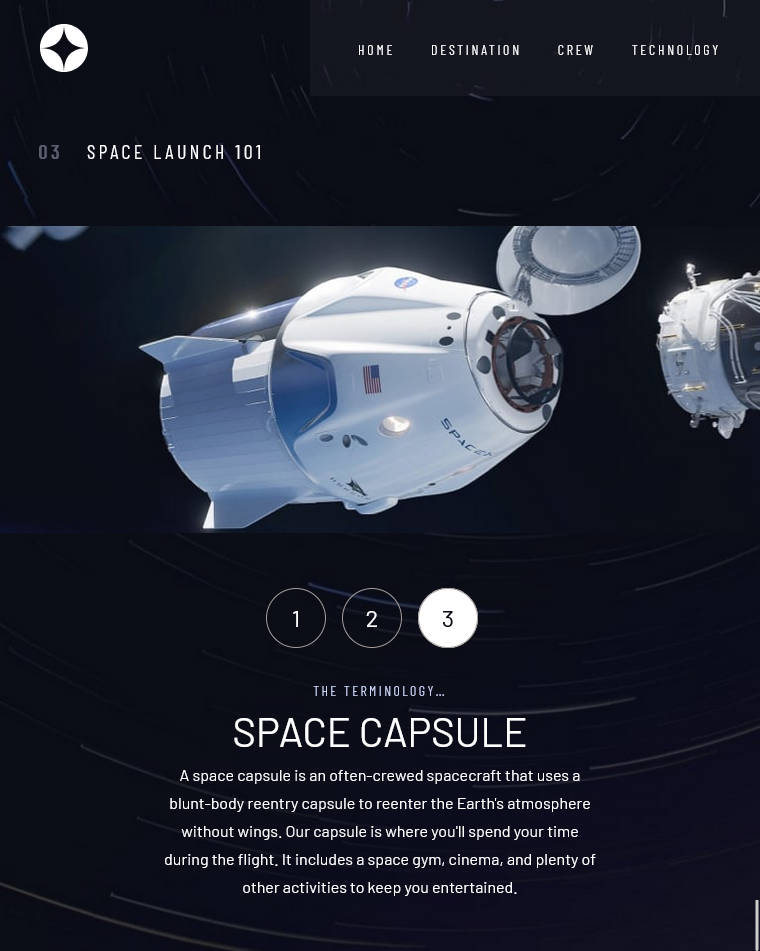 HOME DESTINATION CREW TECHNOLOGY
03 SPACE LAUNCH 101
SPACEX
1 2 3
THE TERMINOLOGY...
SPACE CAPSULE
A space capsule is an often-crewed spacecraft that uses a
blunt-body reentry capsule to reenter the Earth's atmosphere
without wings. Our capsule is where you'll spend your time
during the flight. It includes a space gym, cinema, and plenty of
other activities to keep you entertained.